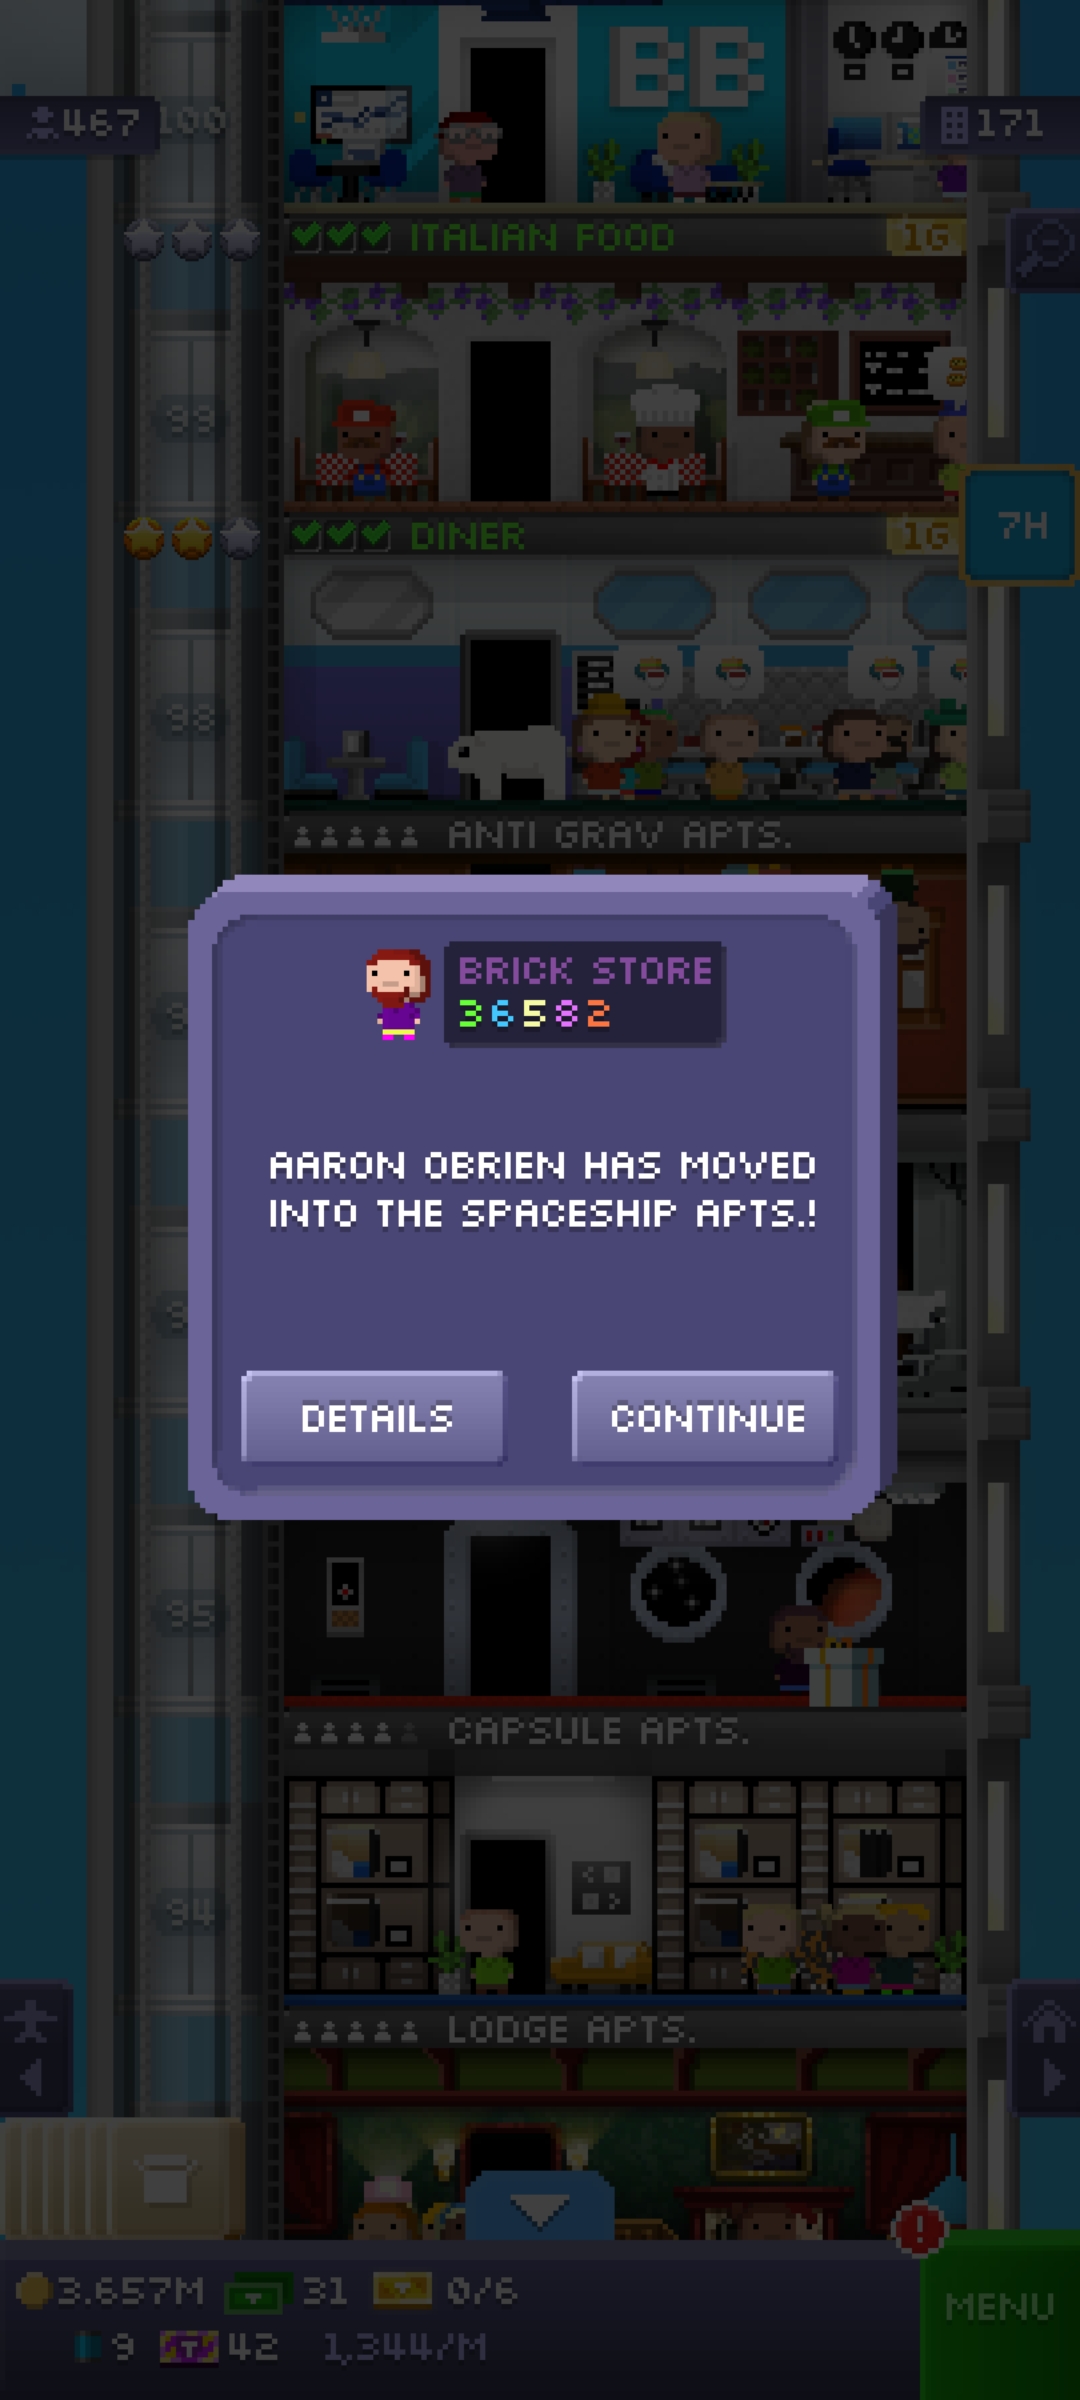 BB
467
100
171
ITALIAN FOOD
1G
99
7H
DINER
1G
98
ANTI GRAV APTS.
BRICK STORE
36582
AARON OBRIEN HAS MOVED
INTO THE SPACESHIP APTS.!
DETAILS
CONTINUE
95
CAPSULE APTS.
94
LODGE APTS.
3.657M
31
0/6
MENU
9
42
1,344/M